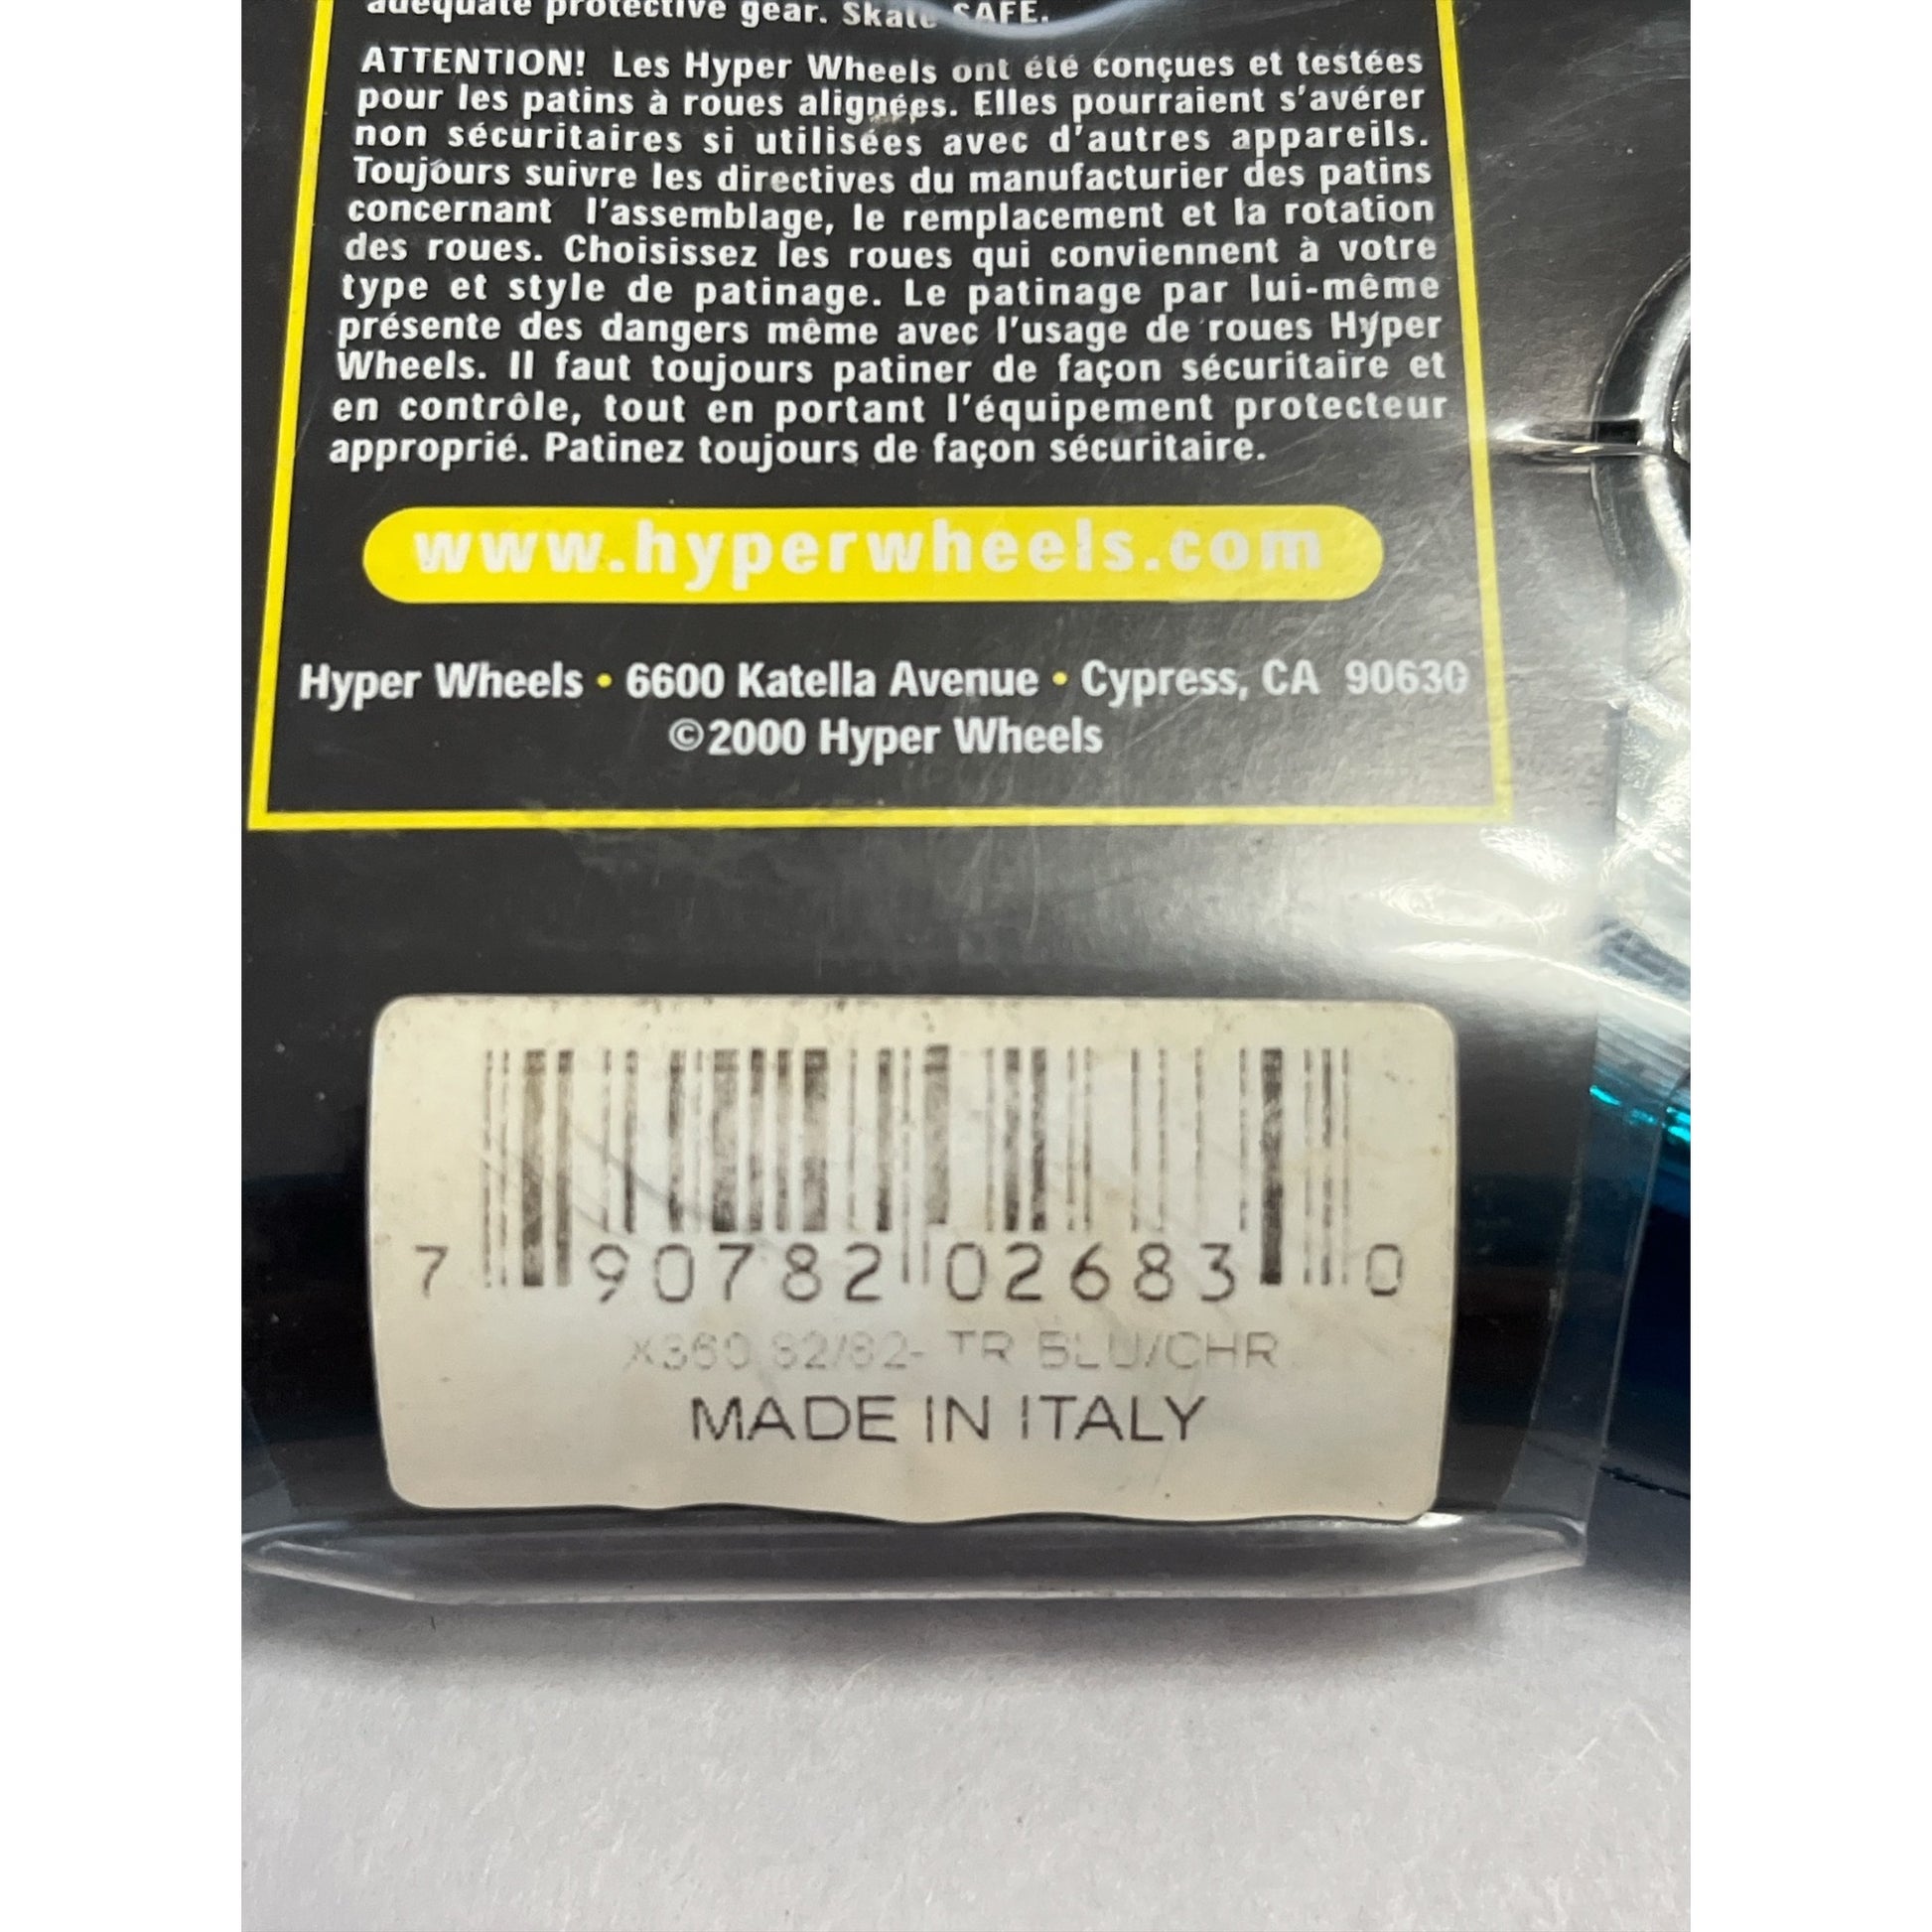 adequate protective gear. Skate SAFE.
ATTENTION! Les Hyper Wheels ont été conçues et testées
pour les patins à roues alignées. Elles pourraient s'avérer
non sécuritaires si utilisées avec d'autres appareils.
Toujours suivre les directives du manufacturier des patins
concernant l'assemblage, le remplacement et la rotation
des roues. Choisissez les roues qui conviennent à votre
type et style de patinage. Le patinage par lui-même
présente des dangers même avec l'usage de roues Hyper
Wheels. Il faut toujours patiner de façon sécuritaire et
en contrôle, tout en portant l'équipement protecteur
approprié. Patinez toujours de façon sécuritaire.
www.hyperwheels.com
Hyper Wheels • 6600 Katella Avenue • Cypress, CA 90630
©2000 Hyper Wheels
7 90782 02683 0
X360 82/82- TR BLU/CHR
MADE IN ITALY